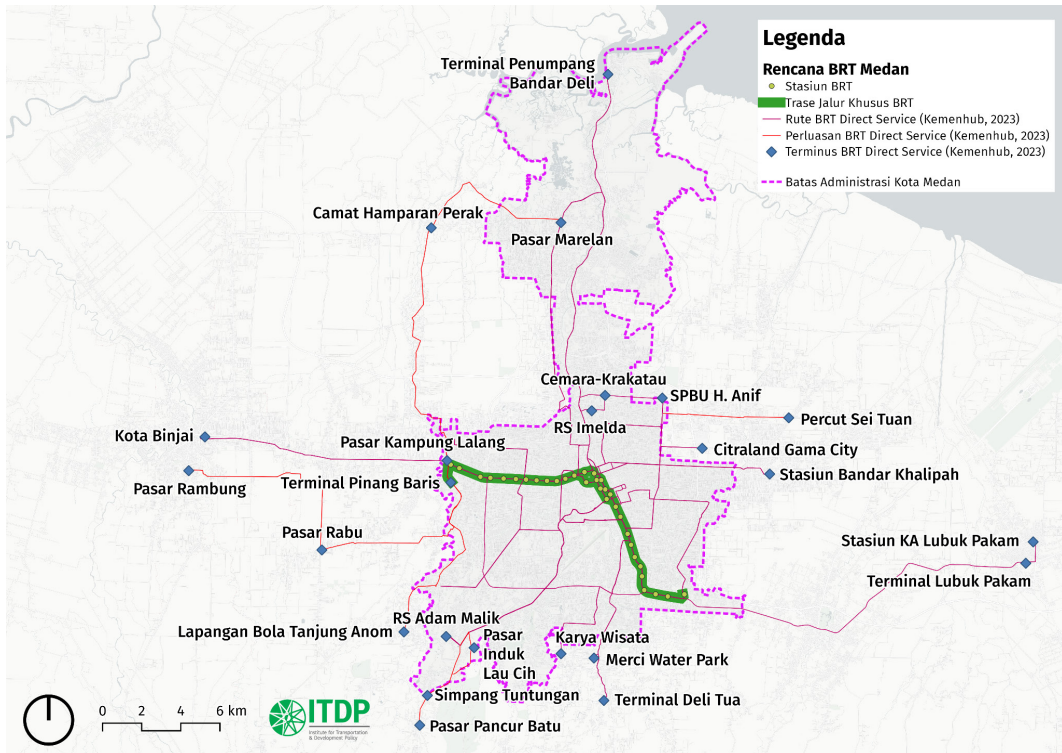 Legenda
Rencana BRT Medan
Stasiun BRT
Trase Jalur Khusus BRT
Rute BRT Direct Service (Kemenhub, 2023)
Perluasan BRT Direct Service (Kemenhub, 2023)
Terminus BRT Direct Service (Kemenhub, 2023)
Batas Administrasi Kota Medan
Terminal Penumpang
Bandar Deli
Camat Hamparan Perak
Pasar Marelan
Cemara-Krakatau
SPBU H. Anif
RS Imelda
Percut Sei Tuan
Kota Binjai
Pasar Kampung Lalang
Citraland Gama City
Pasar Rambung
Terminal Pinang Baris
Stasiun Bandar Khalipah
Pasar Rabu
Stasiun KA Lubuk Pakam
Terminal Lubuk Pakam
Lapangan Bola Tanjung Anom
RS Adam Malik
Pasar
Induk
Lau Cih
Karya Wisata
Merci Water Park
Simpang Tuntungan
Terminal Deli Tua
Pasar Pancur Batu
0 2 4 6 km
ITDP
Institute for Transportation
& Development Policy